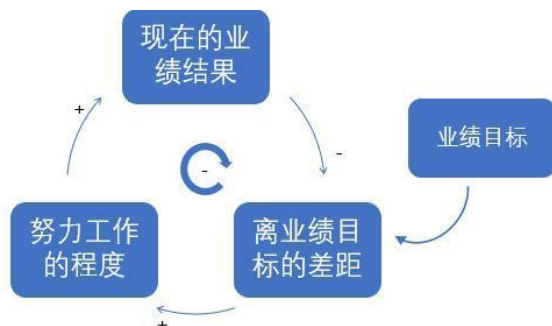 现在的业
绩结果
+
-
业绩目标
-
努力工作
的程度
离业绩目
标的差距
+